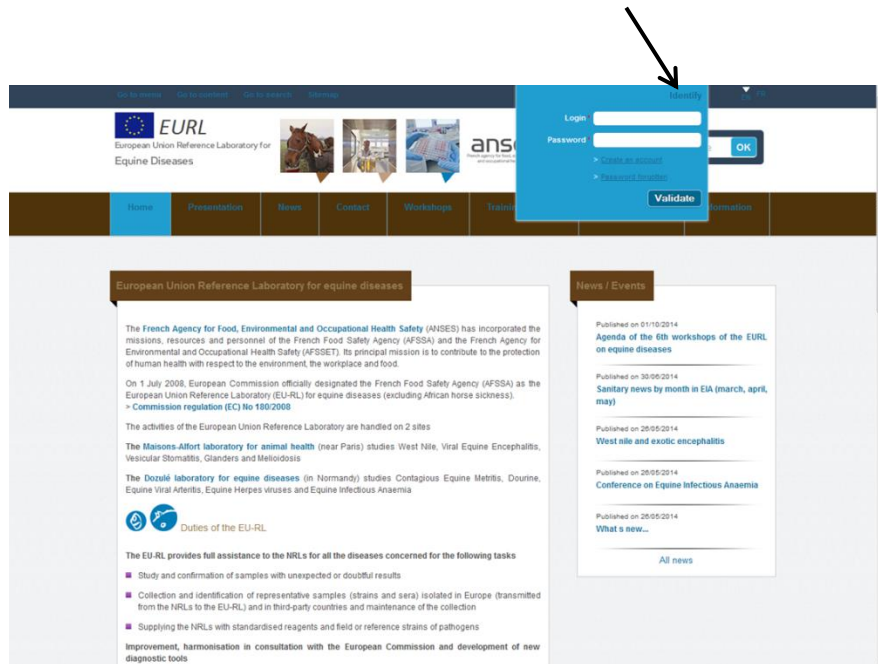 Go to menu Go to content Go to search Sitemap
Identify
EN FR
EURL
European Union Reference Laboratory for
Equine Diseases
Login
Password
> Create an account
> Password forgotten
Validate
OK
Home Presentation News Contact Workshops
European Union Reference Laboratory for equine diseases
The French Agency for Food, Environmental and Occupational Health Safety (ANSES) has incorporated the
missions, resources and personnel of the French Food Safety Agency (AFSSA) and the French Agency for
Environmental and Occupational Health Safety (AFSSET). Its principal mission is to contribute to the protection
of human health with respect to the environment, the workplace and food.
On 1 July 2008, European Commission officially designated the French Food Safety Agency (AFSSA) as the
European Union Reference Laboratory (EU-RL) for equine diseases (excluding African horse sickness).
> Commission regulation (EC) No 180/2008
The activities of the European Union Reference Laboratory are handled on 2 sites
The Maisons-Alfort laboratory for animal health (near Paris) studies West Nile, Viral Equine Encephalitis,
Vesicular Stomatitis, Glanders and Melioidosis
The Dozulé laboratory for equine diseases (in Normandy) studies Contagious Equine Metritis, Dourine,
Equine Viral Arteritis, Equine Herpes viruses and Equine Infectious Anaemia
Duties of the EU-RL
The EU-RL provides full assistance to the NRLs for all the diseases concerned for the following tasks
Study and confirmation of samples with unexpected or doubtful results
Collection and identification of representative samples (strains and sera) isolated in Europe (transmitted
from the NRLs to the EU-RL) and in third-party countries and maintenance of the collection
Supplying the NRLs with standardised reagents and field or reference strains of pathogens
Improvement, harmonisation in consultation with the European Commission and development of new
diagnostic tools
News / Events
Published on 01/10/2014
Agenda of the 6th workshops of the EURL
on equine diseases
Published on 30/06/2014
Sanitary news by month in EIA (march, april,
may)
Published on 26/05/2014
West nile and exotic encephalitis
Published on 26/05/2014
Conference on Equine Infectious Anaemia
Published on 26/05/2014
What s new...
All news